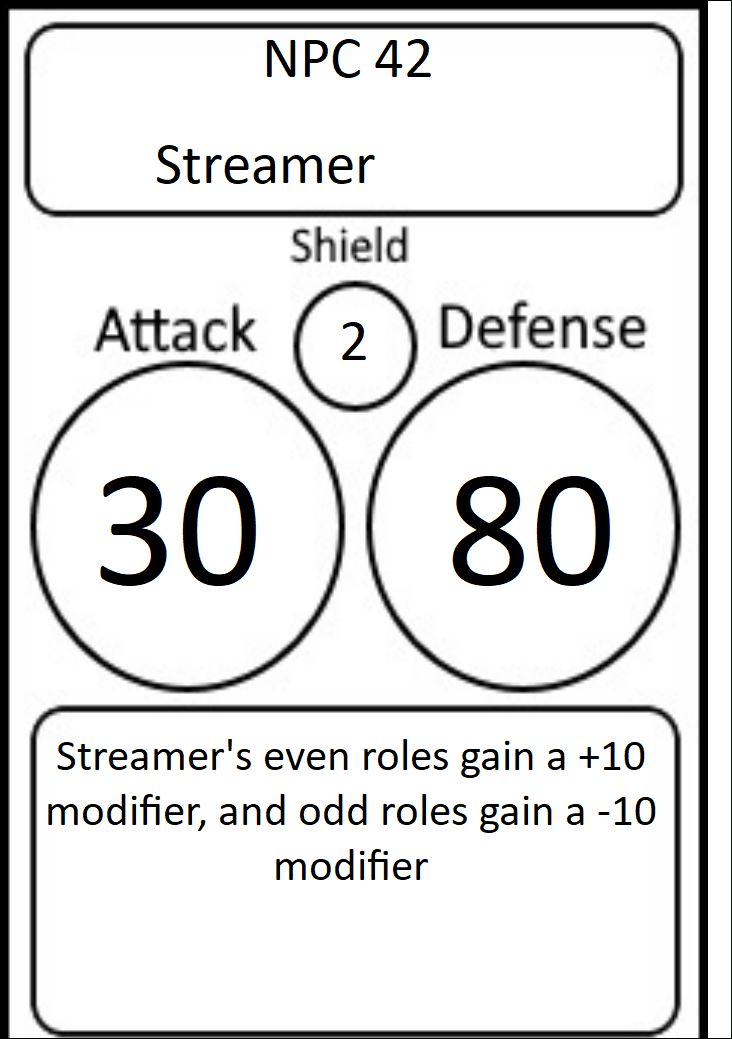 NPC 42
Streamer
Shield
Attack
2
Defense
30
80
Streamer's even roles gain a +10
modifier, and odd roles gain a -10
modifier